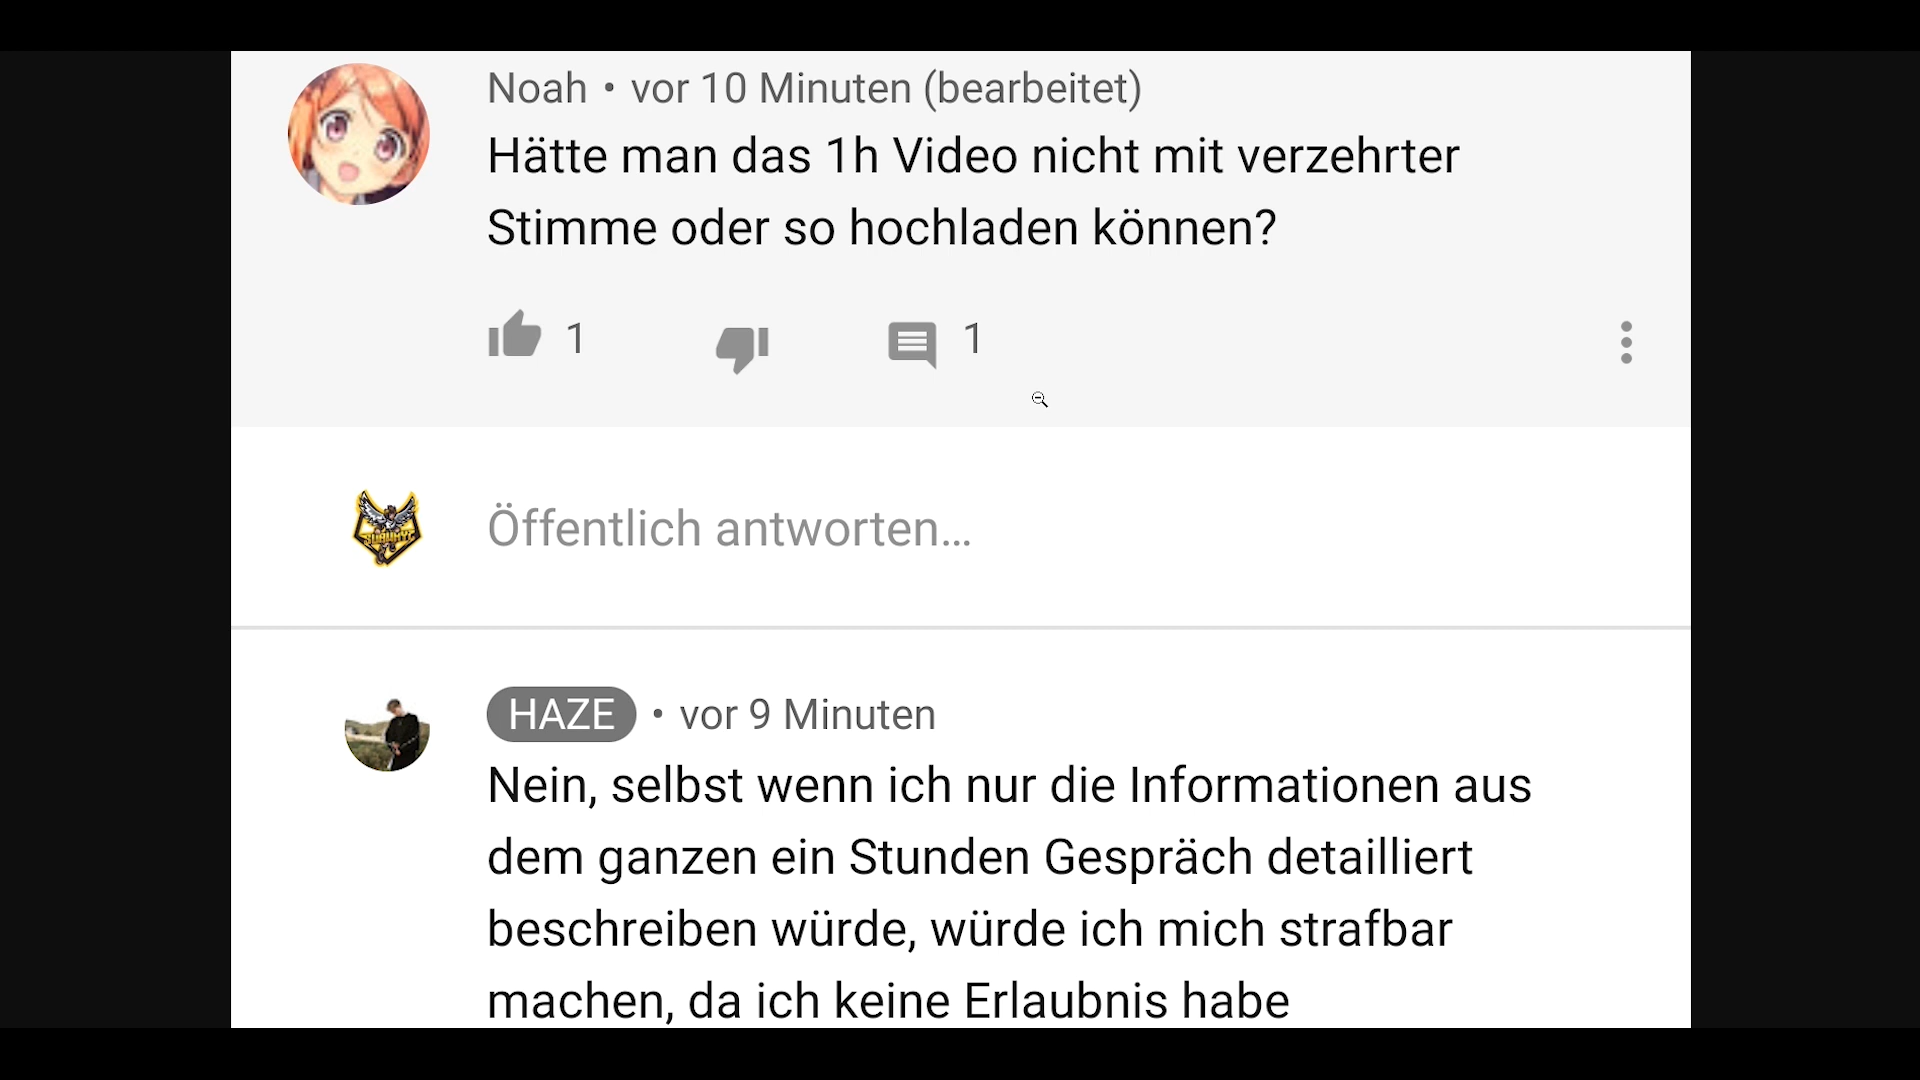 Noah • vor 10 Minuten (bearbeitet)
Hätte man das 1h Video nicht mit verzehrter
Stimme oder so hochladen können?
1 1
Öffentlich antworten...
HAZE • vor 9 Minuten
Nein, selbst wenn ich nur die Informationen aus
dem ganzen ein Stunden Gespräch detailliert
beschreiben würde, würde ich mich strafbar
machen, da ich keine Erlaubnis habe